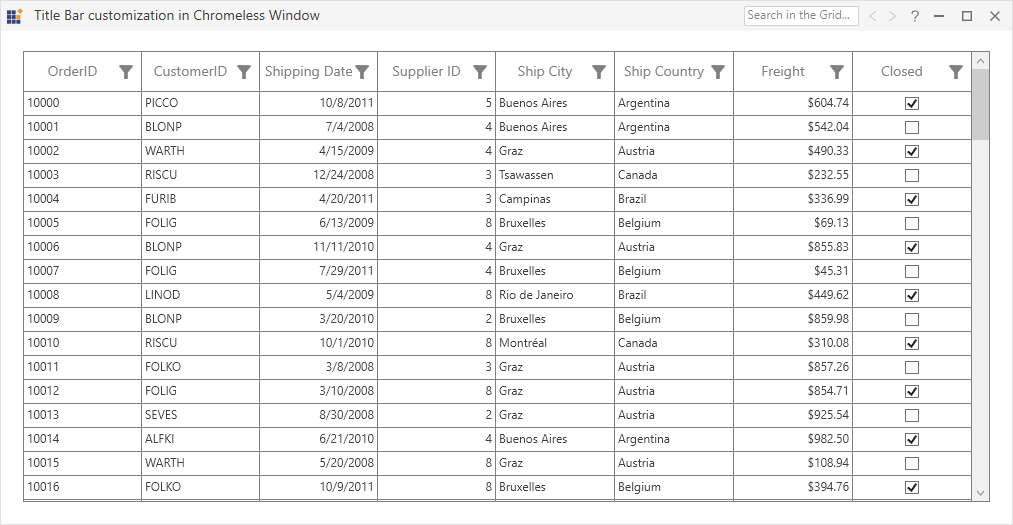 Title Bar customization in Chromeless Window Search in the Grid... < > ?
OrderID CustomerID Shipping Date Supplier ID Ship City Ship Country Freight Closed
10000 PICCO 10/8/2011 5 Buenos Aires Argentina $604.74
10001 BLONP 7/4/2008 4 Buenos Aires Argentina $542.04
10002 WARTH 4/15/2009 4 Graz Austria $490.33
10003 RISCU 12/24/2008 3 Tsawassen Canada $232.55
10004 FURIB 4/20/2011 3 Campinas Brazil $336.99
10005 FOLIG 6/13/2009 8 Bruxelles Belgium $69.13
10006 BLONP 11/11/2010 4 Graz Austria $855.83
10007 FOLIG 7/29/2011 4 Bruxelles Belgium $45.31
10008 LINOD 5/4/2009 8 Rio de Janeiro Brazil $449.62
10009 BLONP 3/20/2010 2 Bruxelles Belgium $859.98
10010 RISCU 10/1/2010 8 Montréal Canada $310.08
10011 FOLKO 3/8/2008 3 Graz Austria $857.26
10012 FOLIG 3/10/2008 8 Graz Austria $854.71
10013 SEVES 8/30/2008 2 Graz Austria $925.54
10014 ALFKI 6/21/2010 4 Buenos Aires Argentina $982.50
10015 WARTH 5/20/2008 8 Graz Austria $108.94
10016 FOLKO 10/9/2011 8 Bruxelles Belgium $394.76